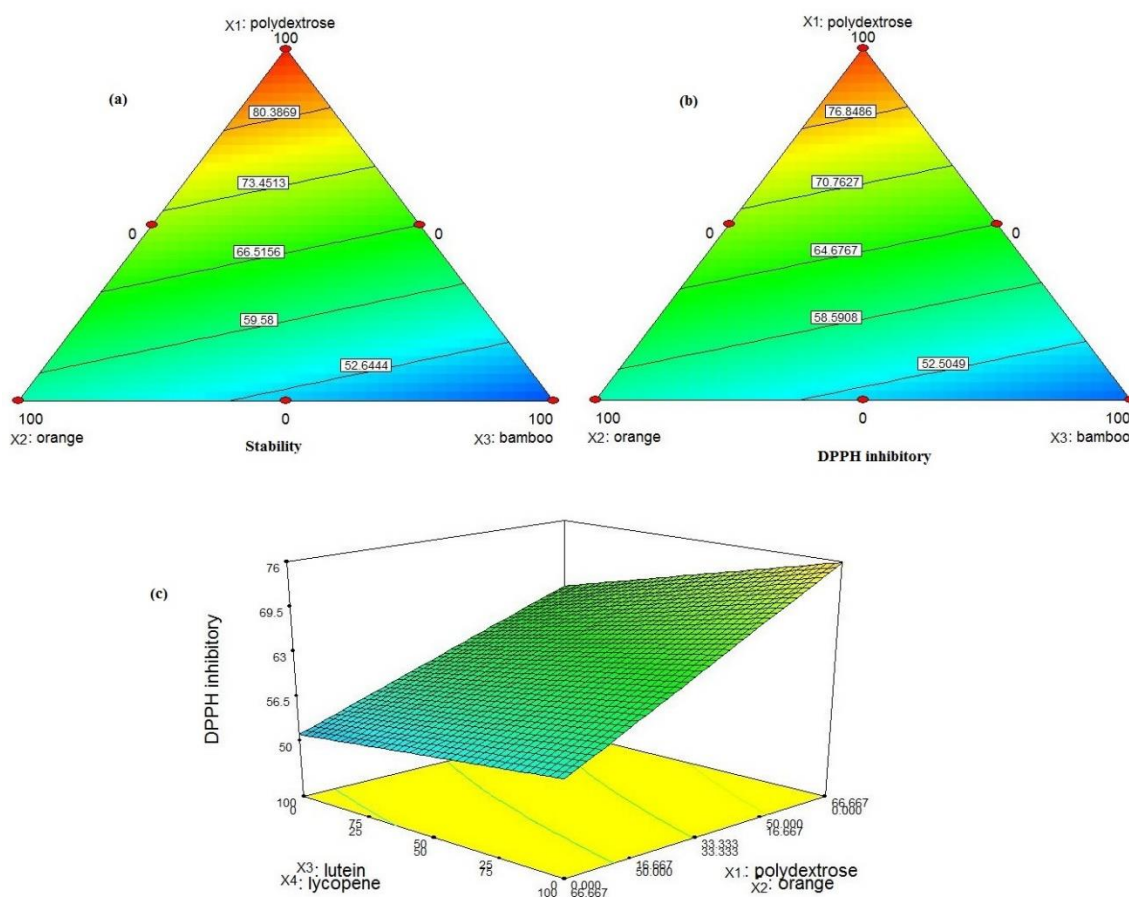 X1: polydextrose
100
(a)
80.3869
73.4513
0
0
66.5156
59.58
52.6444
100
0
100
X2: orange
X3: bamboo
Stability
X1: polydextrose
100
(b)
76.8486
70.7627
0
0
64.6767
58.5908
52.5049
100
0
100
X2: orange
X3: bamboo
DPPH inhibitory
(c)
76
69.5
63
56.5
50
DPPH inhibitory
100
0
75
25
50
50
25
75
0
100
X3: lutein
X4: lycopene
0.000
66.667
16.667
50.000
33.333
33.333
50.000
16.667
66.667
0.000
X1: polydextrose
X2: orange